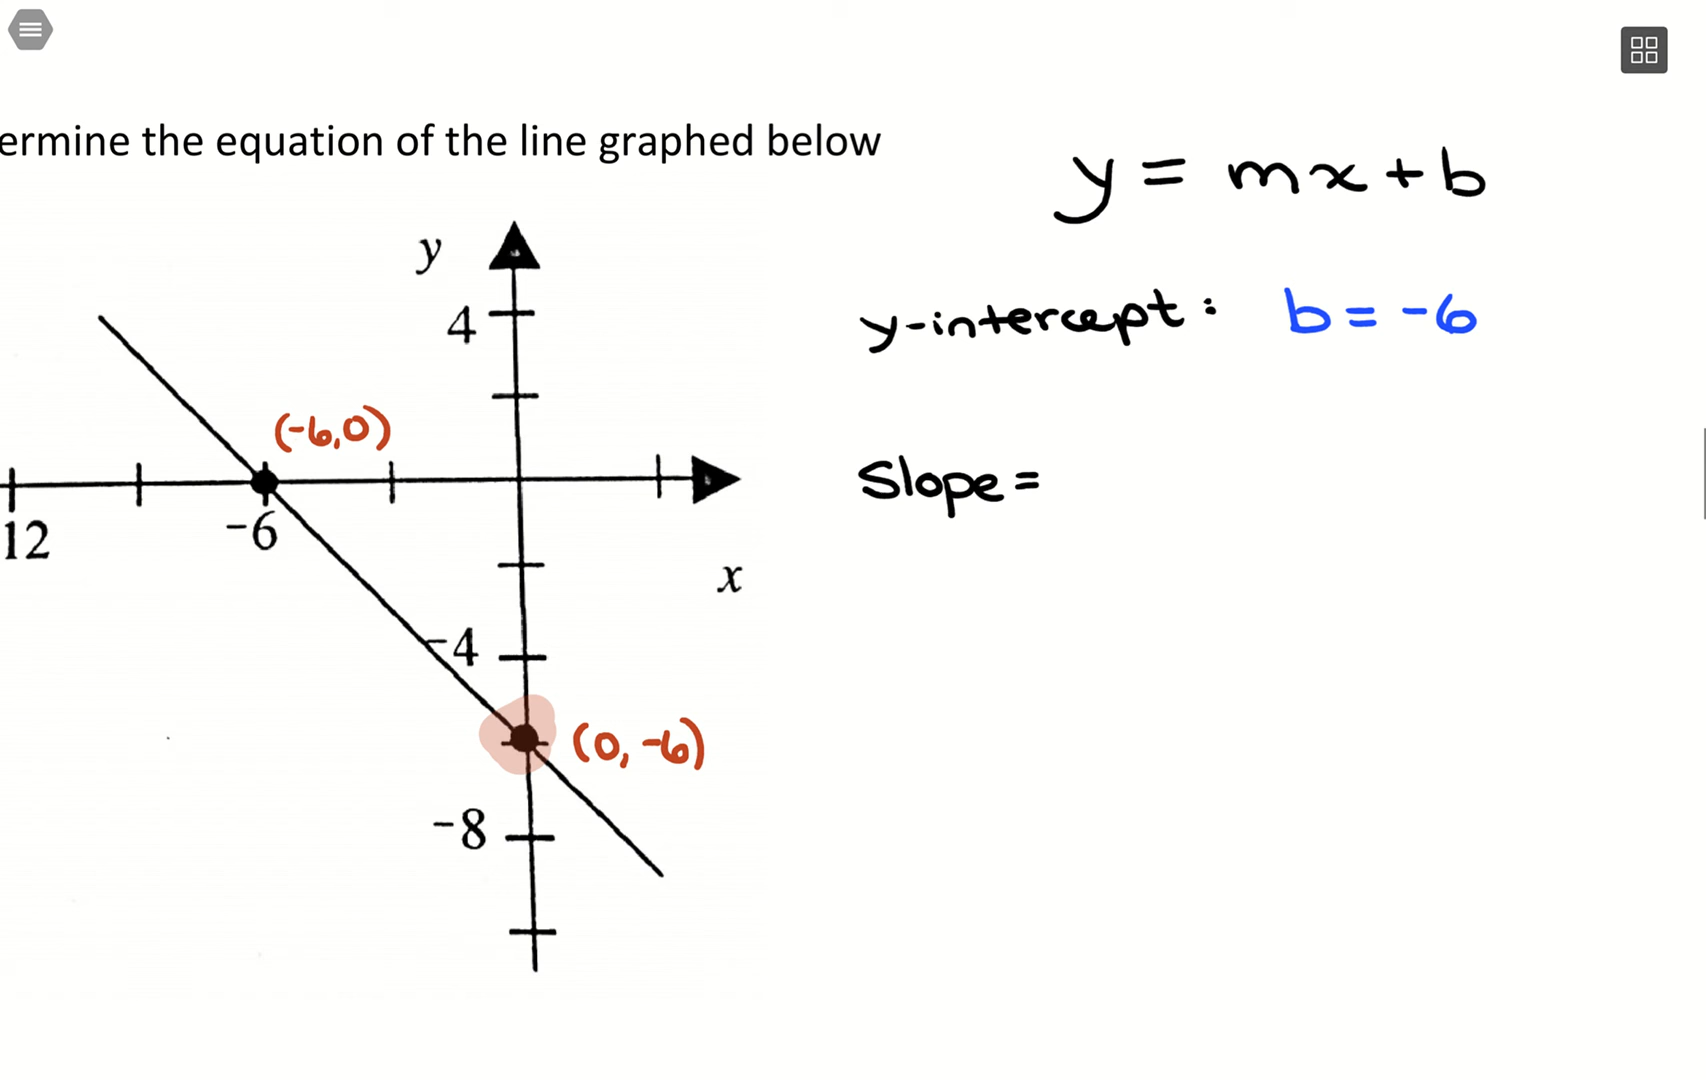 ermine the equation of the line graphed below
y = mx + b
y
4
y-intercept: b = -6
(-6,0)
Slope =
12
-6
x
-4
(0, -6)
-8